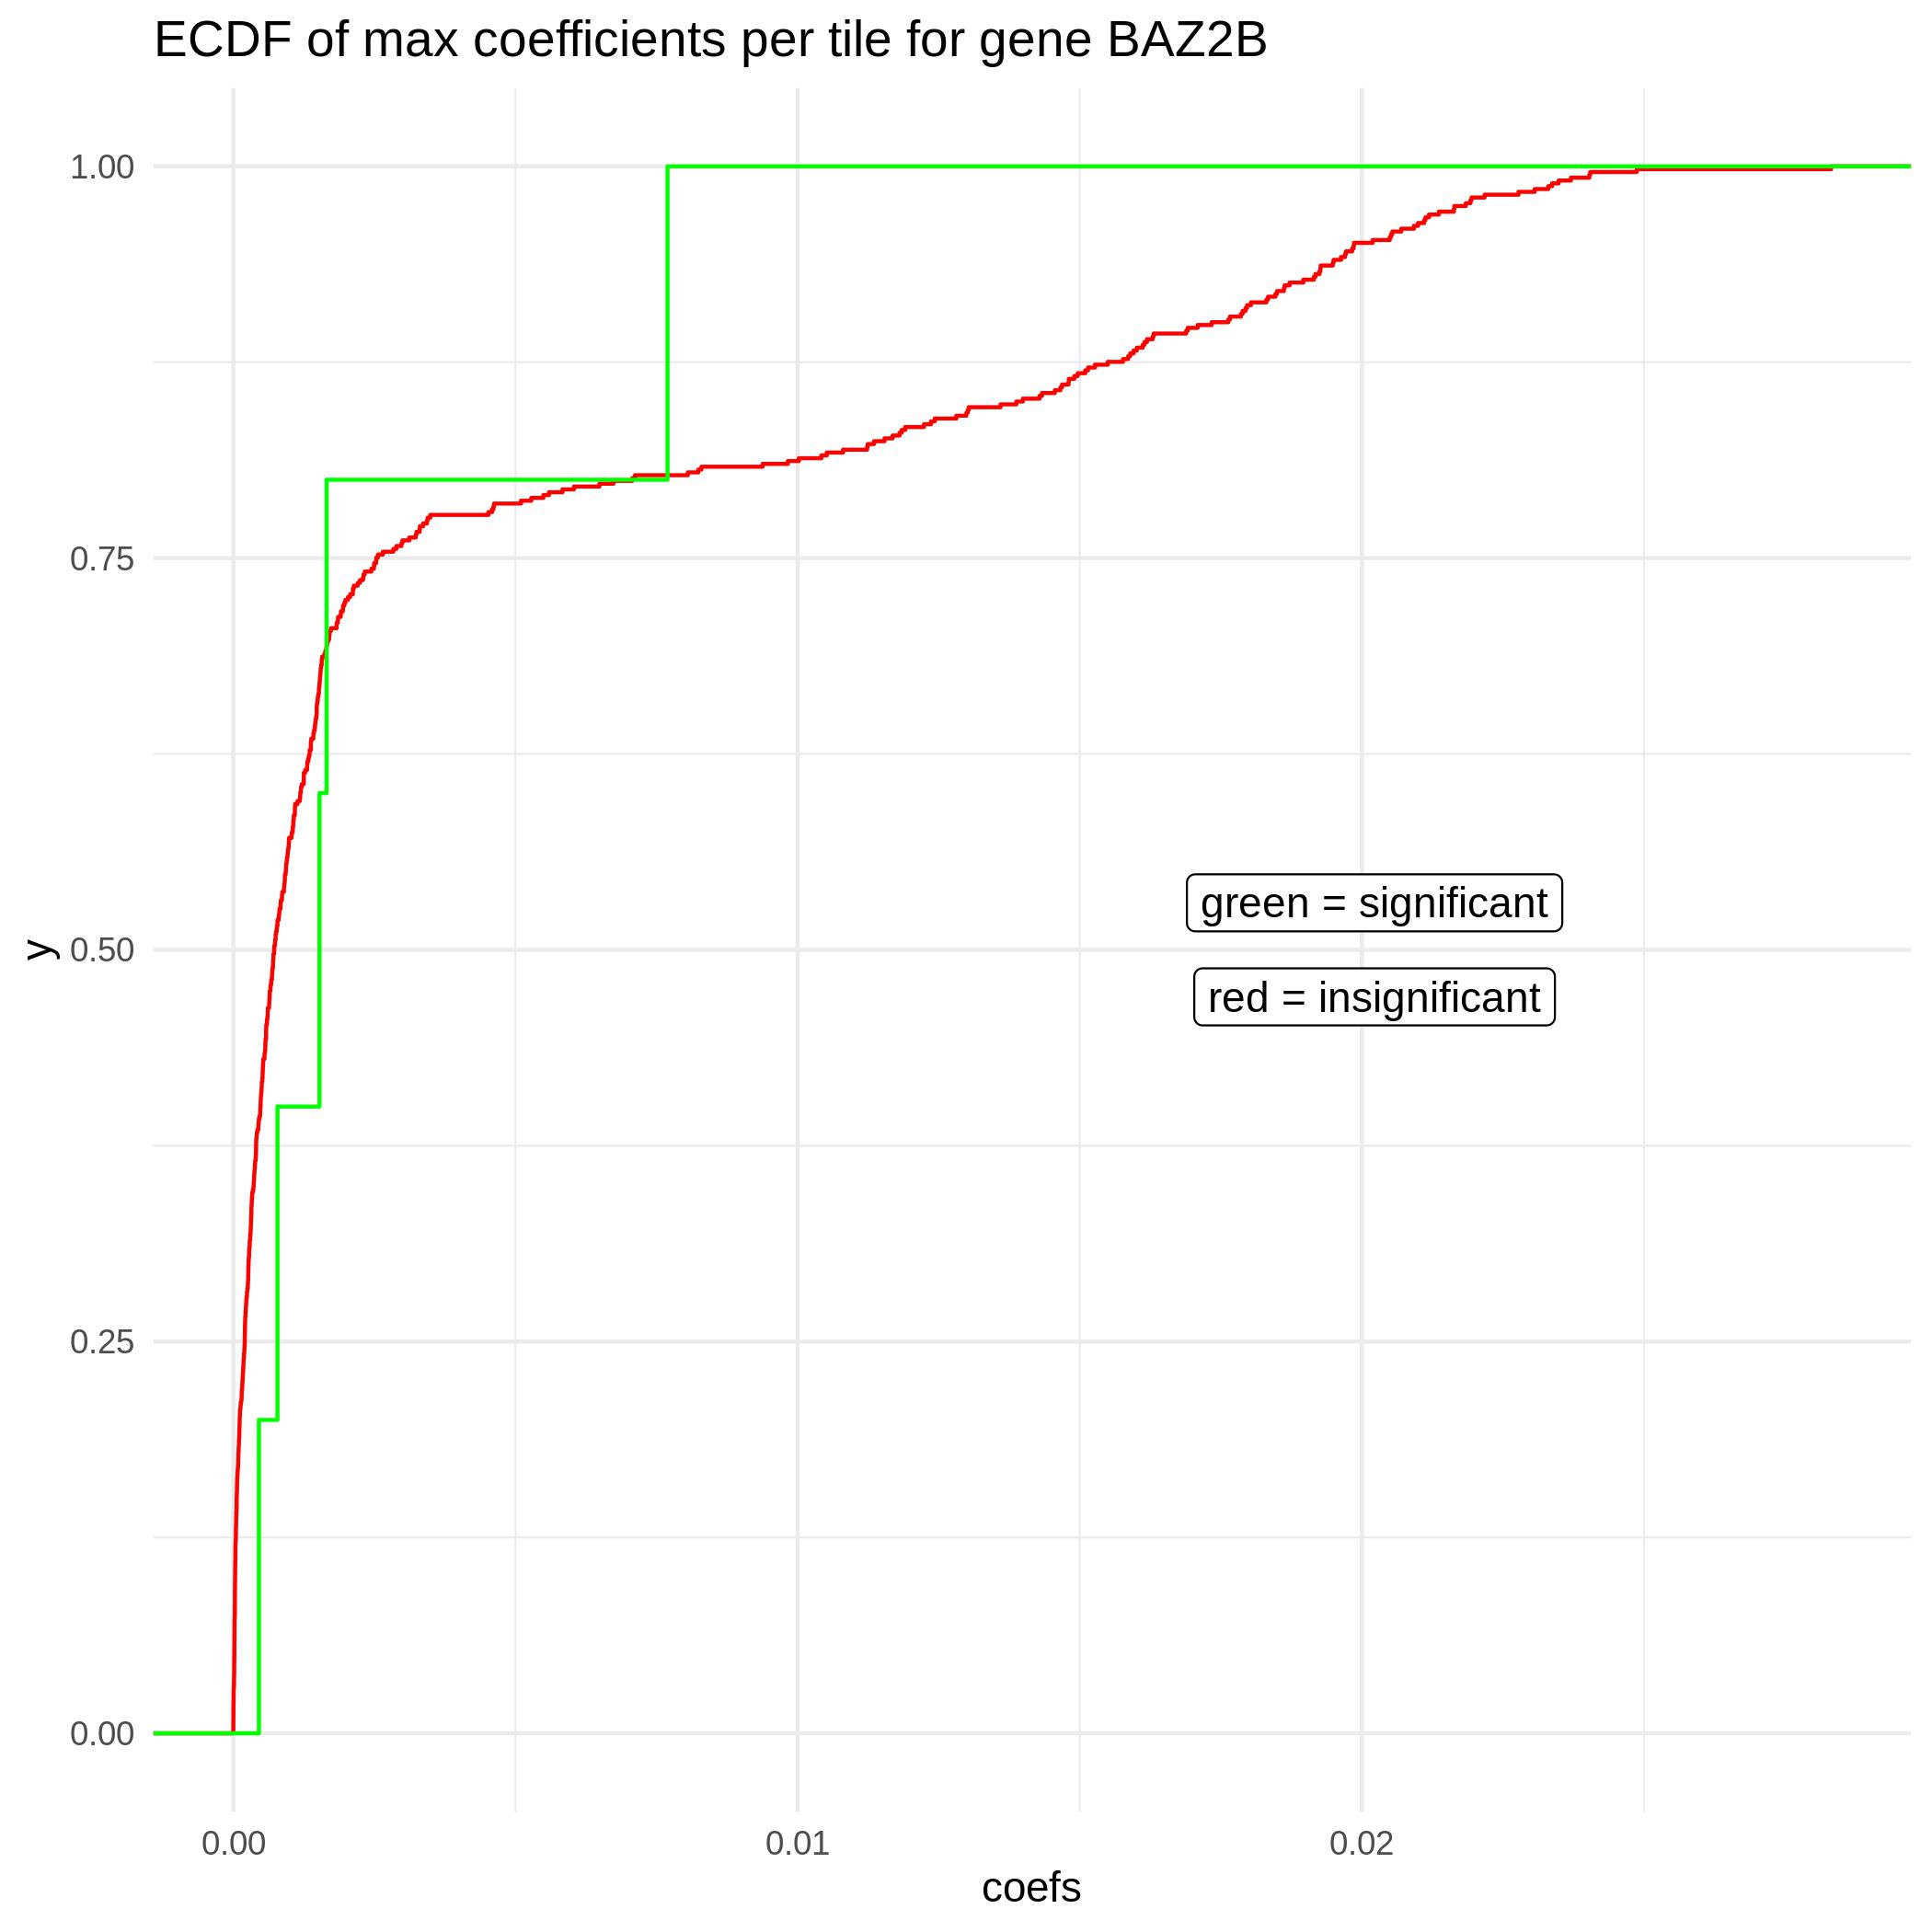 ECDF of max coefficients per tile for gene BAZ2B
1.00
0.75
0.50
0.25
0.00
y
green = significant
red = insignificant
0.00 0.01 0.02
coefs